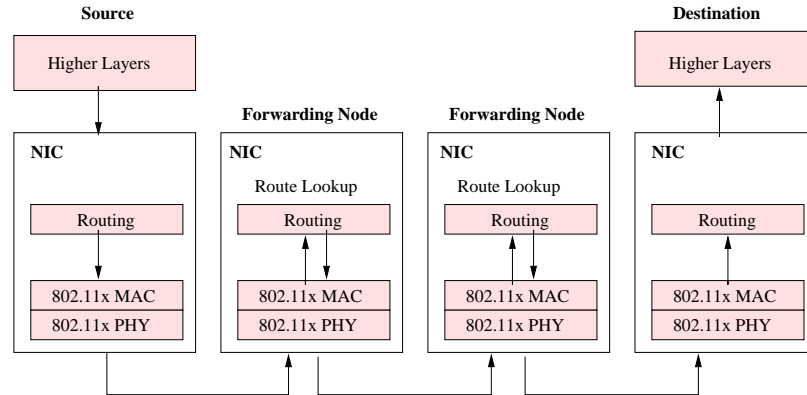 Source
Destination
Higher Layers
Higher Layers
Forwarding Node
Forwarding Node
NIC
NIC
NIC
NIC
Route Lookup
Route Lookup
Routing
Routing
Routing
Routing
802.11x MAC
802.11x MAC
802.11x MAC
802.11x MAC
802.11x PHY
802.11x PHY
802.11x PHY
802.11x PHY